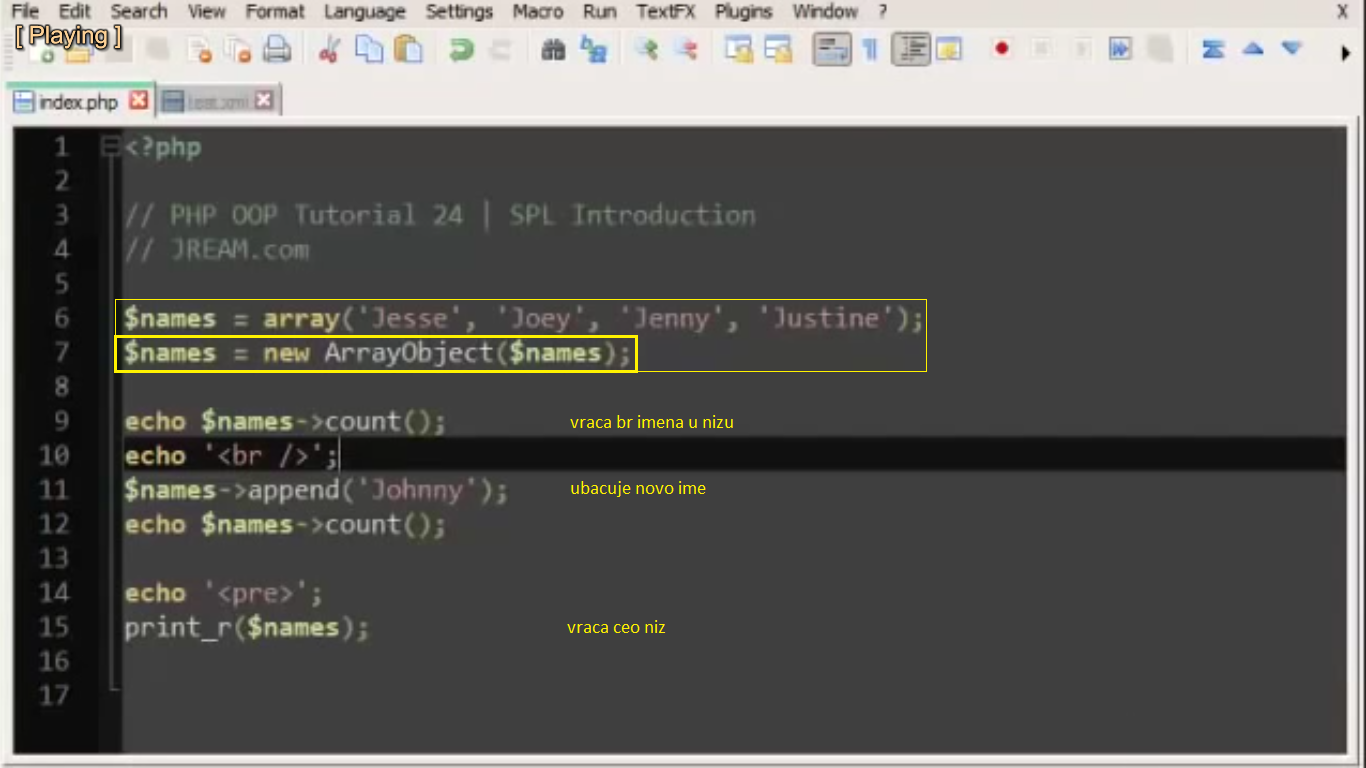 File Edit Search View Format Language Settings Macro Run TextFX Plugins Window ? X
[ Playing ]
index.php test.xml
1 <?php
2
3 // PHP OOP Tutorial 24 | SPL Introduction
4 // JREAM.com
5
6 $names = array('Jesse', 'Joey', 'Jenny', 'Justine');
7 $names = new ArrayObject($names);
8
9 echo $names->count(); vraca br imena u nizu
10 echo '<br />';
11 $names->append('Johnny'); ubacuje novo ime
12 echo $names->count();
13
14 echo '<pre>';
15 print_r($names); vraca ceo niz
16
17